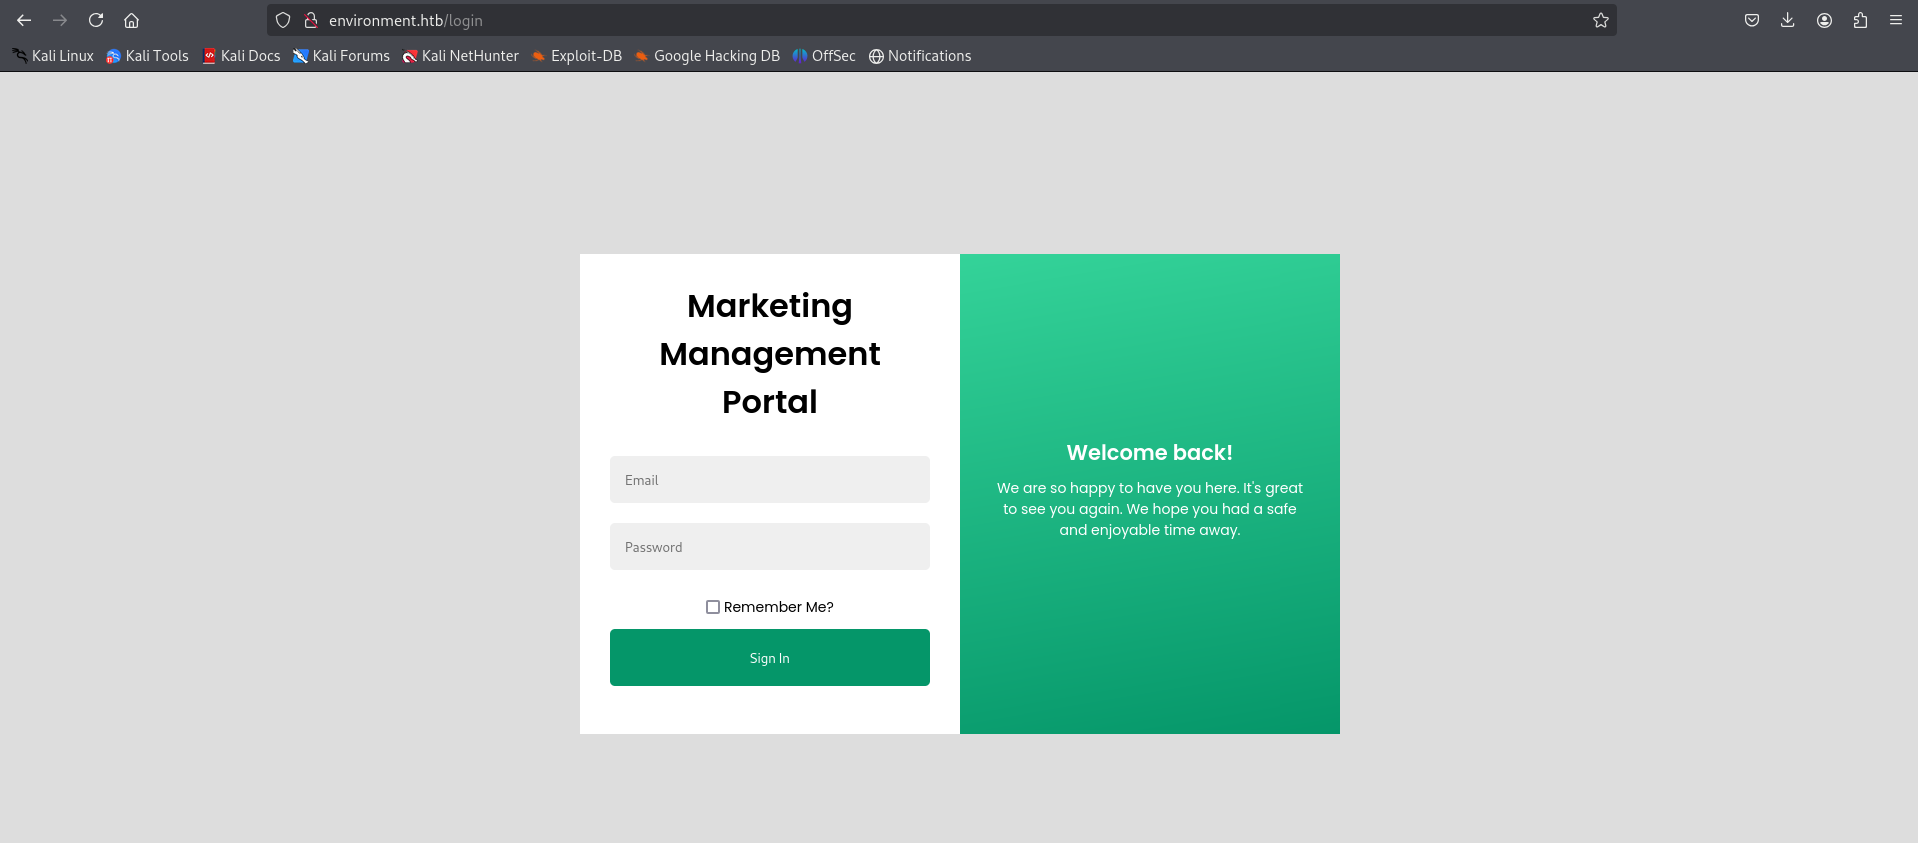 environment.htb/login
Kali Linux Kali Tools Kali Docs Kali Forums Kali NetHunter Exploit-DB Google Hacking DB OffSec Notifications
Marketing
Management
Portal
Email
Password
Remember Me?
Sign In
Welcome back!
We are so happy to have you here. It's great
to see you again. We hope you had a safe
and enjoyable time away.